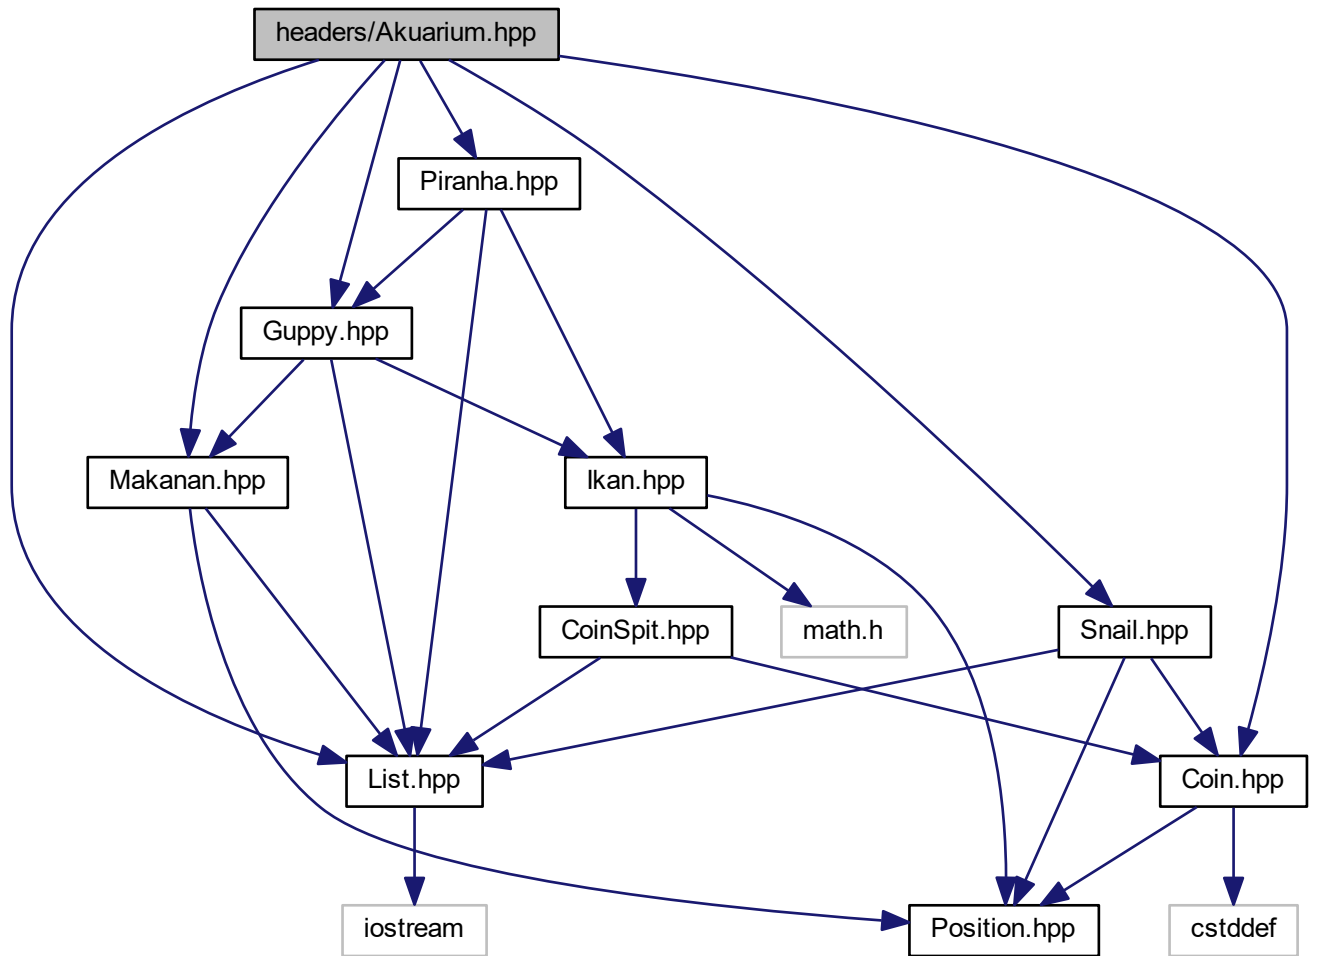 headers/Akuarium.hpp
Piranha.hpp
Guppy.hpp
Makanan.hpp
Ikan.hpp
CoinSpit.hpp
math.h
Snail.hpp
List.hpp
Coin.hpp
iostream
Position.hpp
cstddef